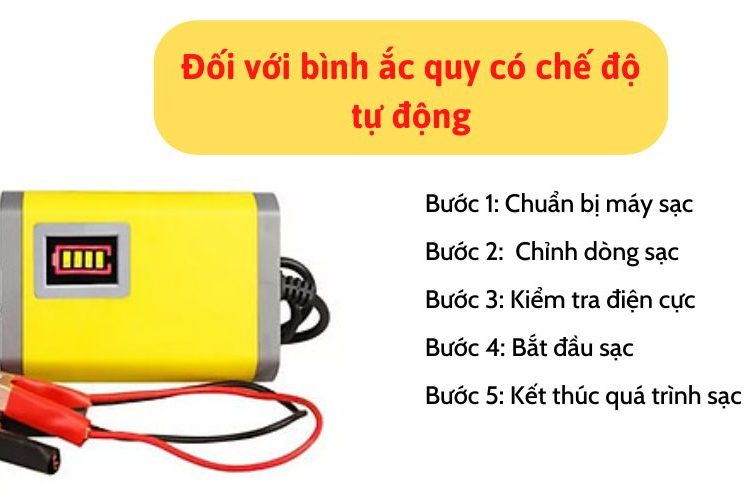 Đối với bình ắc quy có chế độ
tự động
Bước 1: Chuẩn bị máy sạc
Bước 2:  Chỉnh dòng sạc
Bước 3: Kiểm tra điện cực
Bước 4: Bắt đầu sạc
Bước 5: Kết thúc quá trình sạc